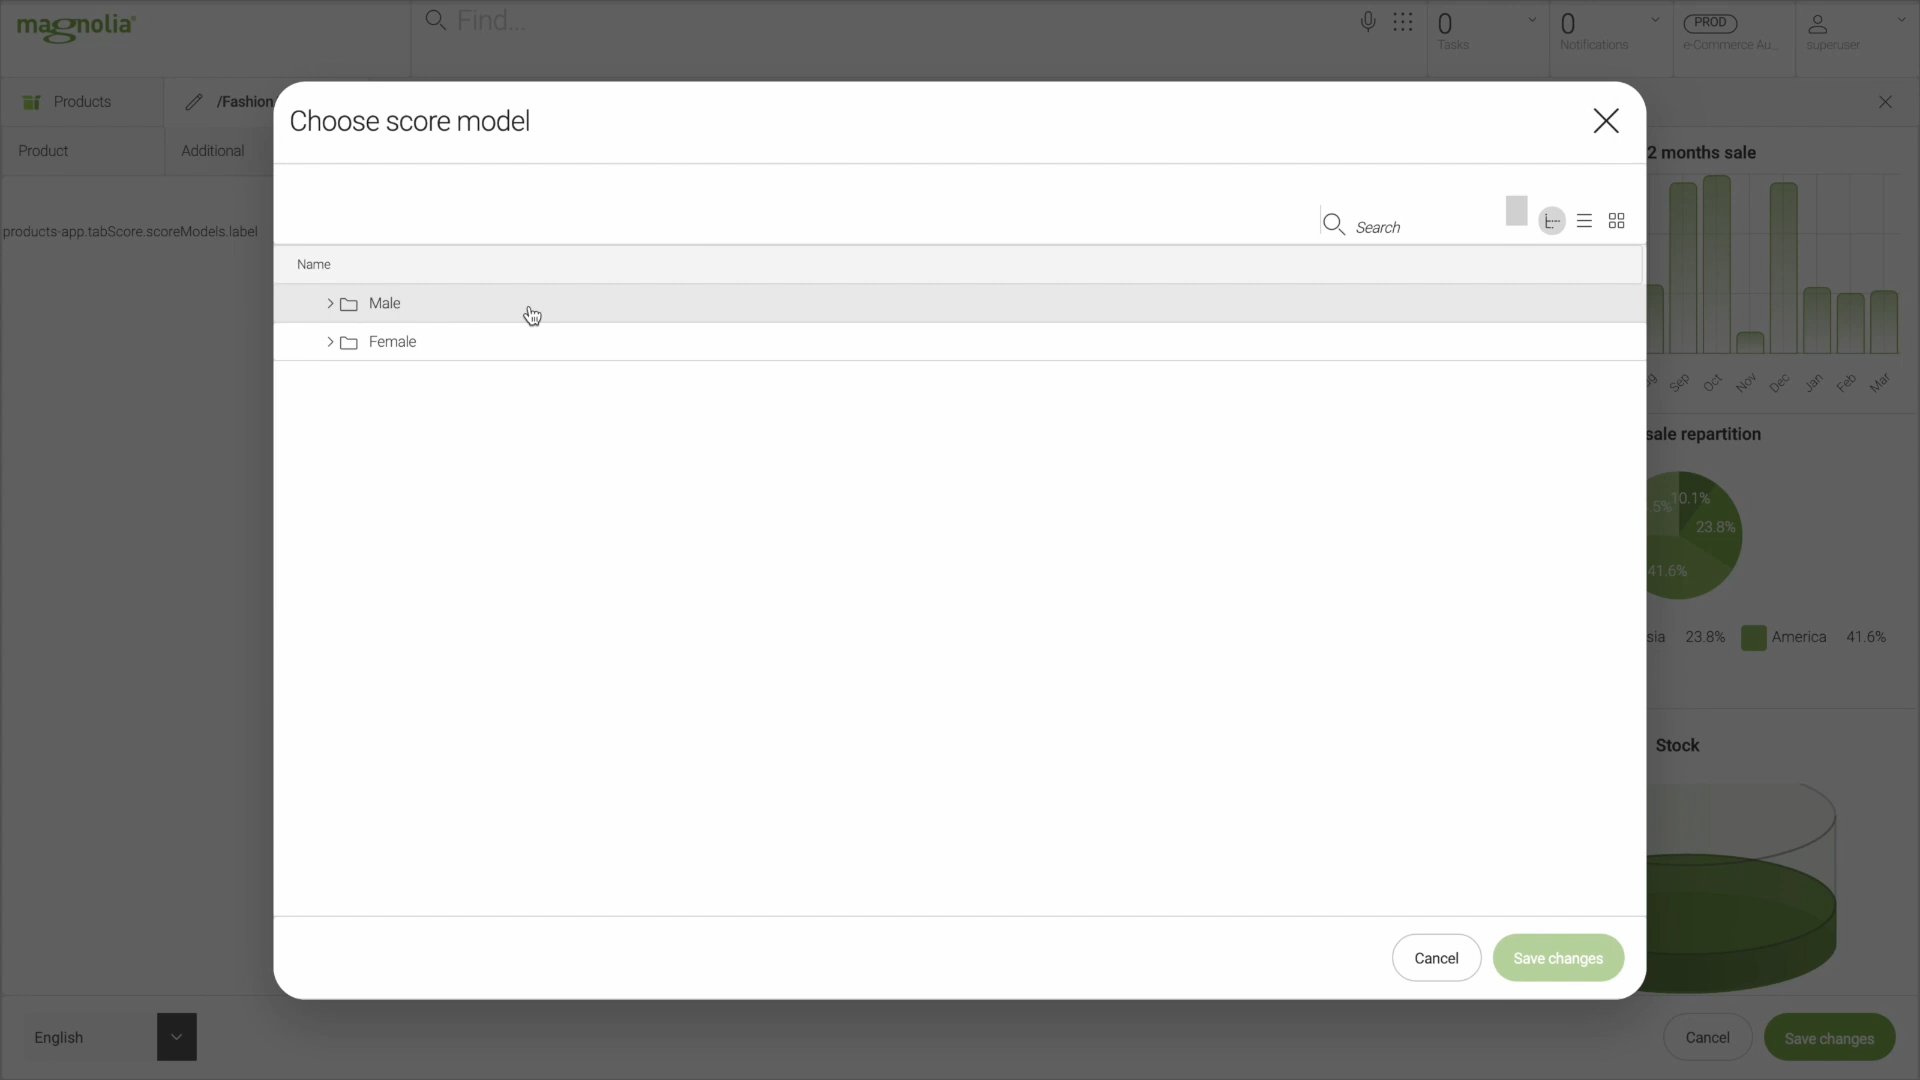 magnolia®
Find...
0
Tasks
0
Notifications
PROD
e-Commerce Au...
superuser
Products
/Fashion
Product
Additional
products-app.tabScore.scoreModels.label
Choose score model
Search
Name
Male
Female
Cancel
Save changes
2 months sale
Sep
Oct
Nov
Dec
Jan
Feb
Mar
sale repartition
10.1%
5%
23.8%
41.6%
sia 23.8% America 41.6%
Stock
English
Cancel
Save changes